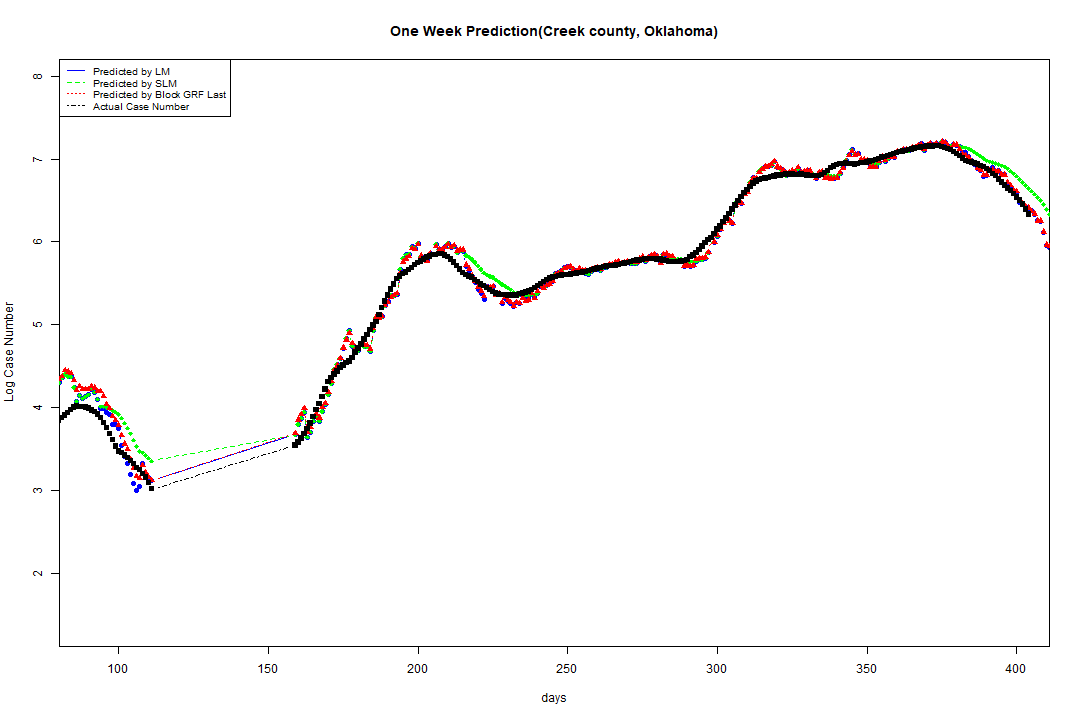 One Week Prediction(Creek county, Oklahoma)
Predicted by LM
Predicted by SLM
Predicted by Block GRF Last
Actual Case Number
8
7
6
5
4
3
2
Log Case Number
100 150 200 250 300 350 400
days